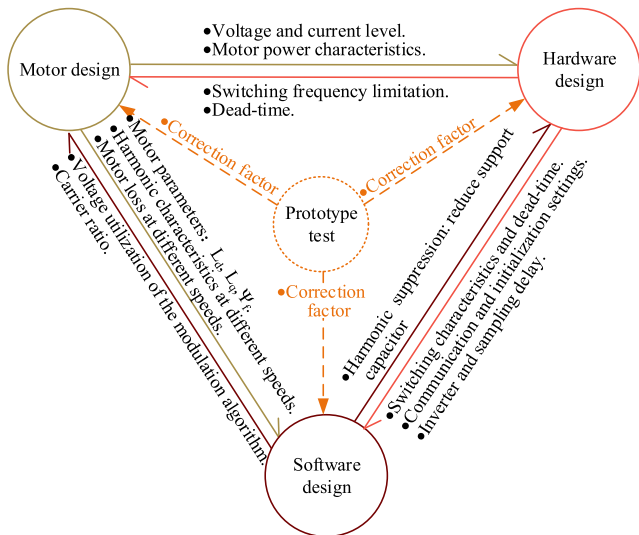 ●Voltage and current level.
●Motor power characteristics.
Motor design
Hardware
design
●Switching frequency limitation.
●Dead-time.
●Correction factor
●Correction factor
●Motor parameters: Ld, Lq, Ψf.
●Harmonic characteristics at different speeds.
●Motor loss at different speeds.
●Voltage utilization of the modulation algorithm.
●Carrier ratio.
Prototype
test
●Correction
factor
●Harmonic suppression: reduce support
capacitor
●Switching characteristics and dead-time.
●Communication and initialization settings.
●Inverter and sampling delay.
Software
design